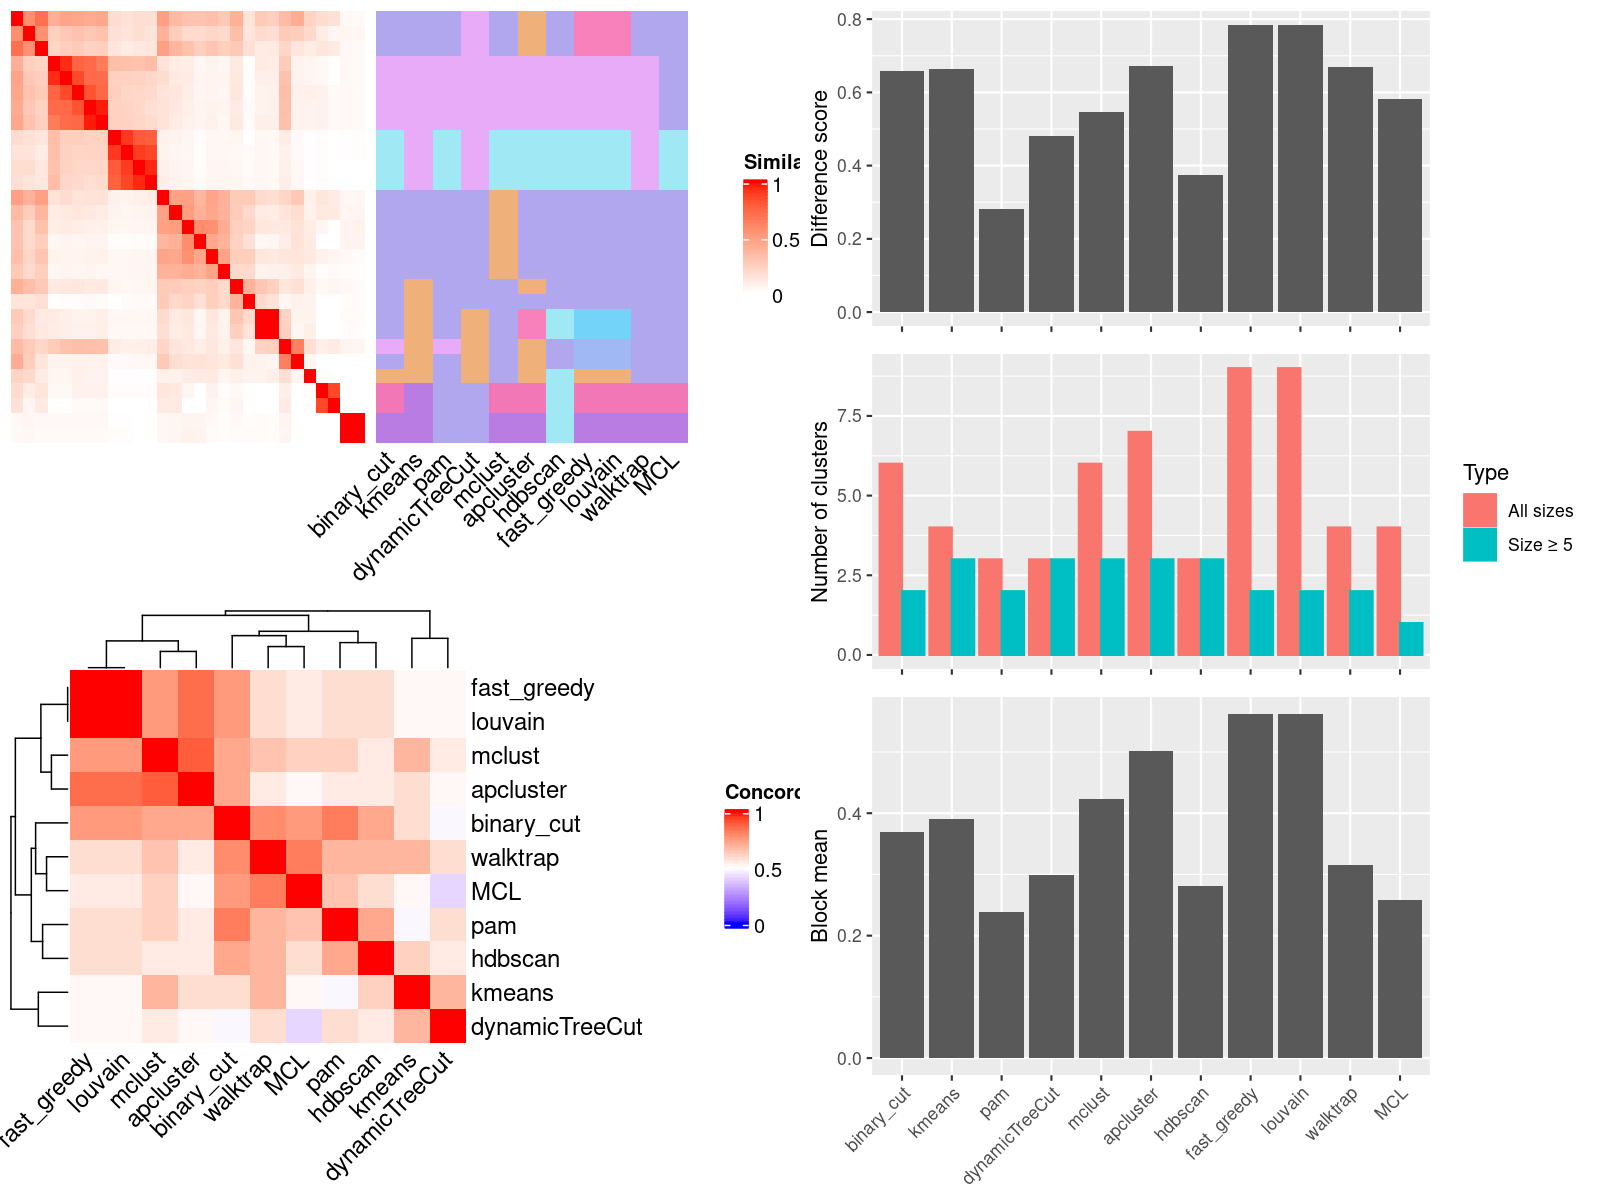 Simila
1
0.5
0
binary_cut
kmeans
pam
dynamicTreeCut
mclust
apcluster
hdbscan
fast_greedy
louvain
walktrap
MCL
Concord
1
0.5
0
fast_greedy
louvain
mclust
apcluster
binary_cut
walktrap
MCL
pam
hdbscan
kmeans
dynamicTreeCut
fast_greedy
louvain
mclust
apcluster
binary_cut
walktrap
MCL
pam
hdbscan
kmeans
dynamicTreeCut
Difference score
0.8
0.6
0.4
0.2
0.0
Number of clusters
7.5
5.0
2.5
0.0
Type
All sizes
Size ≥ 5
Block mean
0.4
0.2
0.0
binary_cut
kmeans
pam
dynamicTreeCut
mclust
apcluster
hdbscan
fast_greedy
louvain
walktrap
MCL